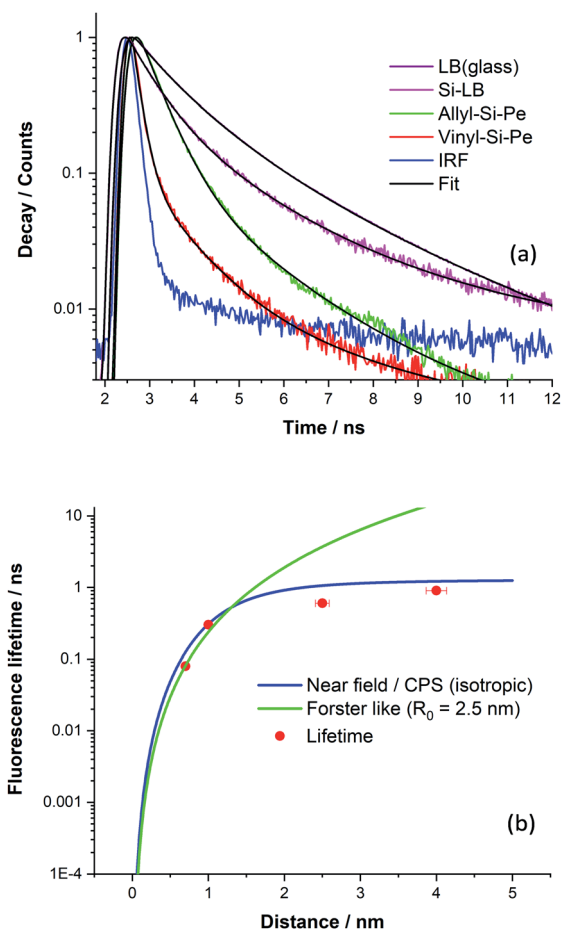 1
0.1
0.01
Decay / Counts
LB(glass)
Si-LB
Allyl-Si-Pe
Vinyl-Si-Pe
IRF
Fit
(a)
2 3 4 5 6 7 8 9 10 11 12
Time / ns
10
1
0.1
0.01
0.001
1E-4
Fluorescence lifetime / ns
Near field / CPS (isotropic)
Forster like (R₀ = 2.5 nm)
Lifetime
(b)
0 1 2 3 4 5
Distance / nm